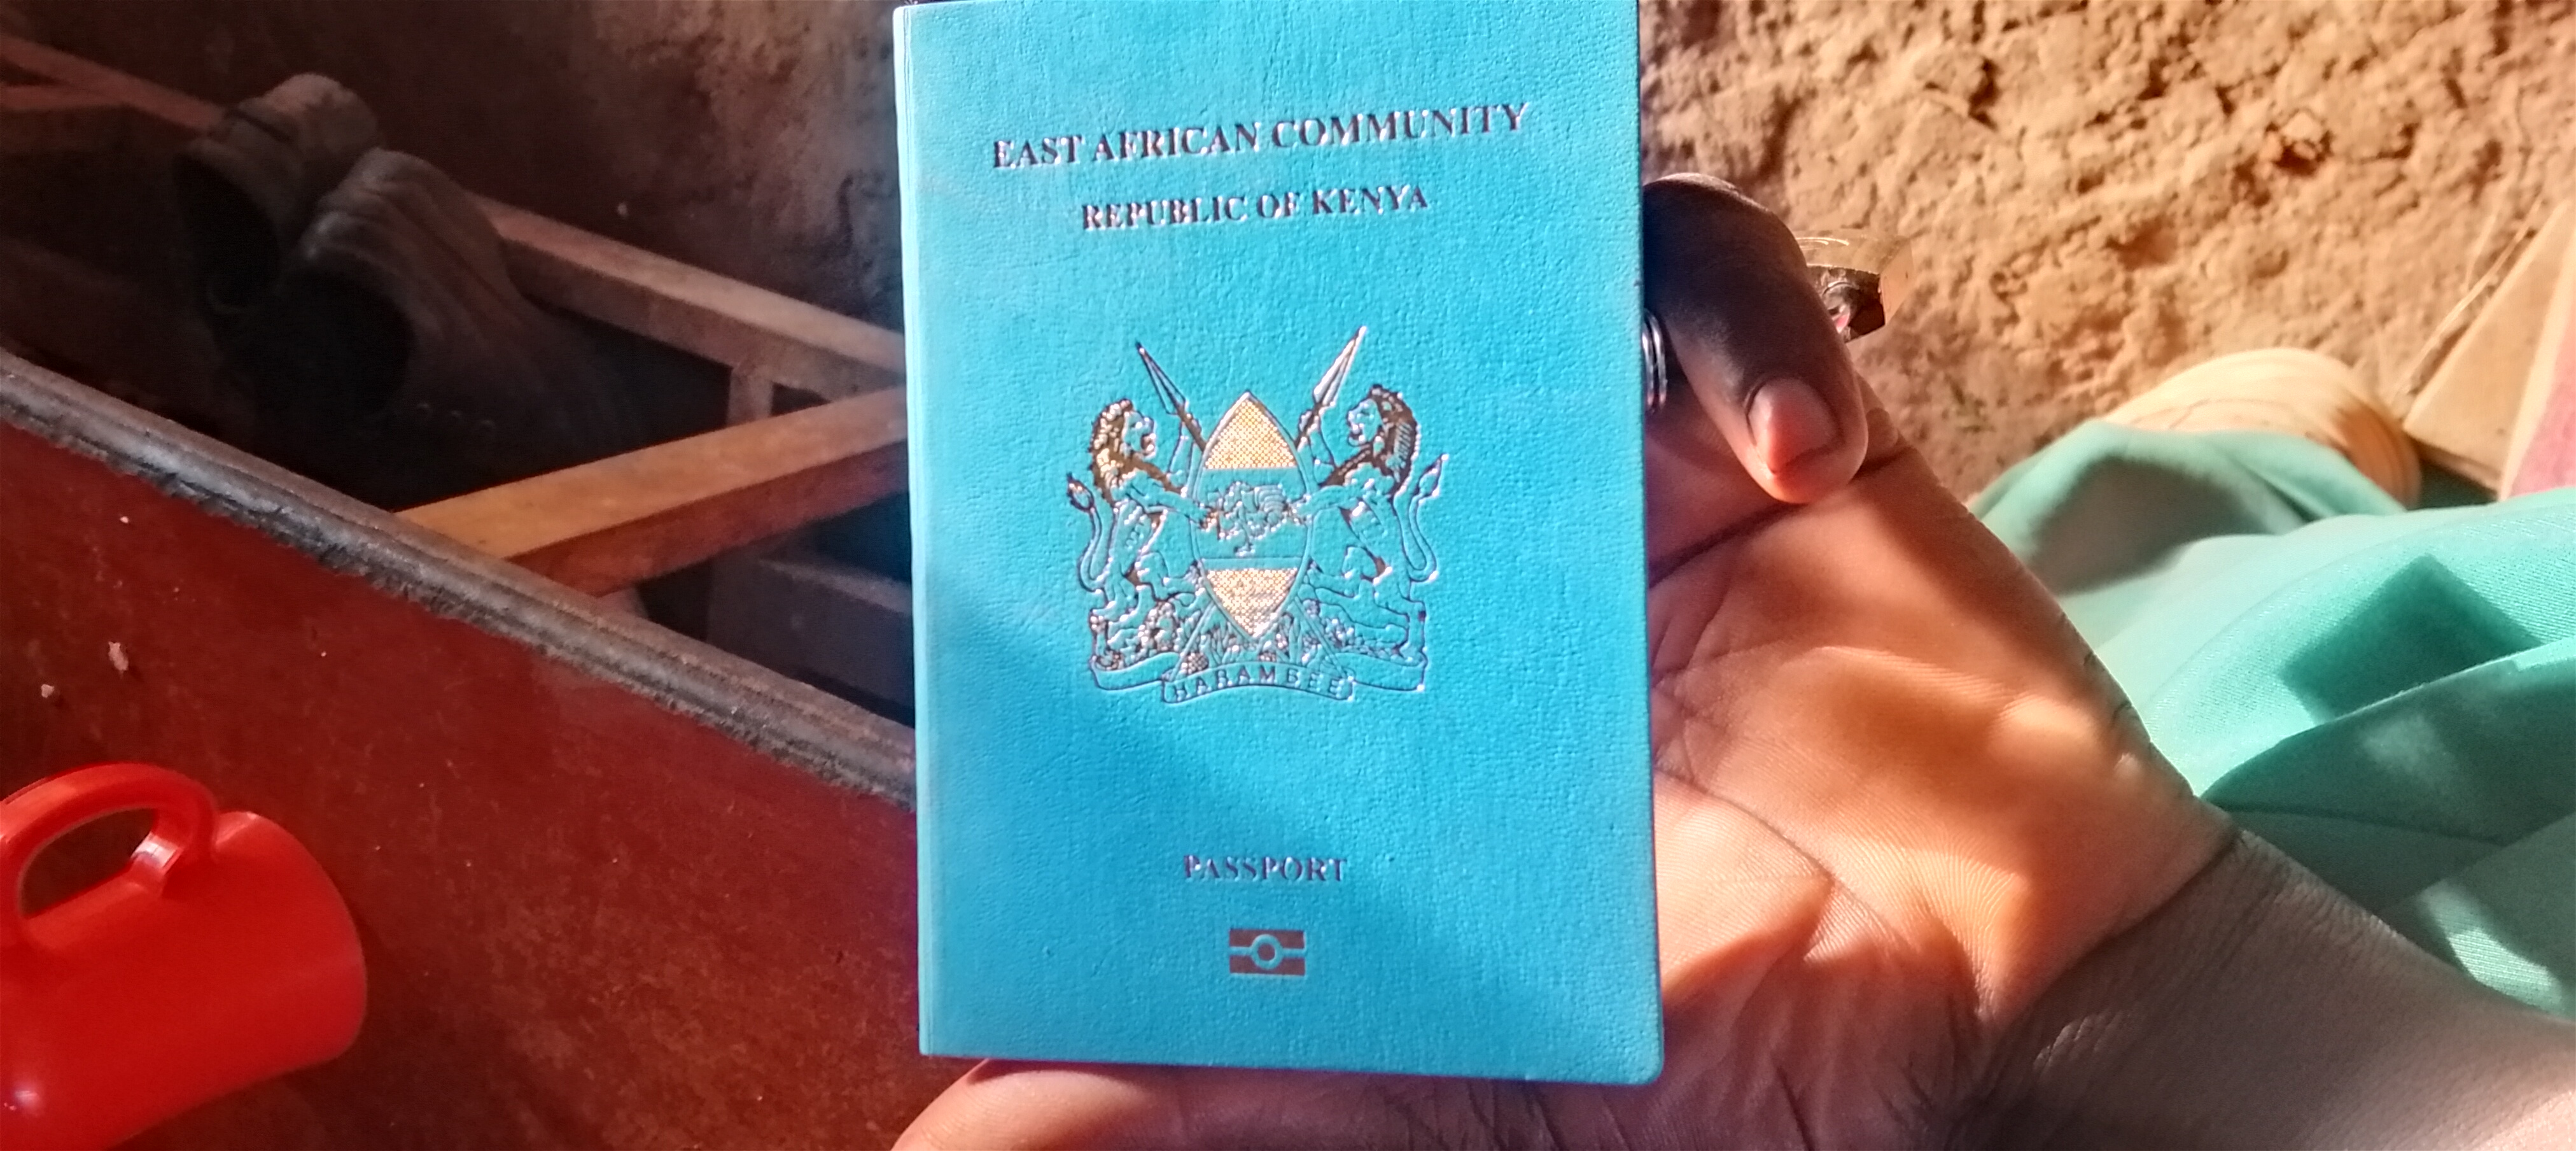 EAST AFRICAN COMMUNITY
REPUBLIC OF KENYA
HARAMBEE
PASSPORT